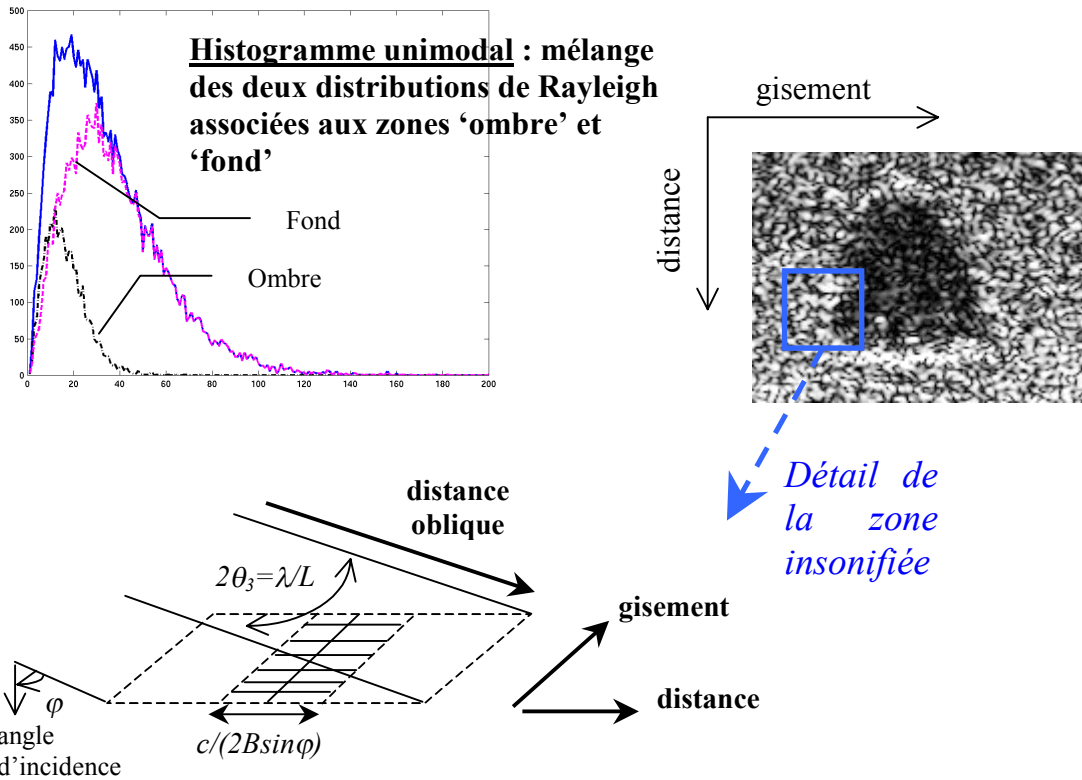 500
450
400
350
300
250
200
150
100
50
0
0 20 40 60 80 100 120 140 160 180 200
Histogramme unimodal : mélange
des deux distributions de Rayleigh
associées aux zones ‘ombre’ et
‘fond’
Fond
Ombre
gisement
distance
Détail de
la zone
insonifiée
distance
oblique
2θ₃=λ/L
gisement
distance
φ
angle
d’incidence
c/(2Bsinφ)